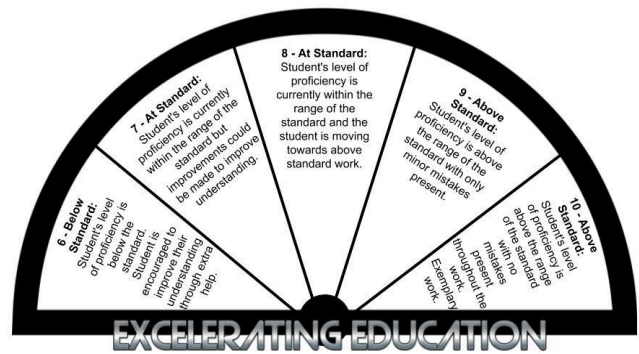 6 - Below
Standard:
Student's level
of proficiency is
below the
standard.
Student is
encouraged to
improve their
understanding
through extra
help.
7 - At Standard:
Student's level of
proficiency is currently
within the range of the
standard but
improvements could
be made to improve
understanding.
8 - At Standard:
Student's level of
proficiency is
currently within the
range of the
standard and the
student is moving
towards above
standard work.
9 - Above
Standard:
Student's level of
proficiency is above
the range of the
standard with only
minor mistakes
present.
10 - Above
Standard:
Student's level
of proficiency is
above the range
of the standard
with no
mistakes
present
throughout the
work.
Exemplary
work.
EXCELERATING EDUCATION